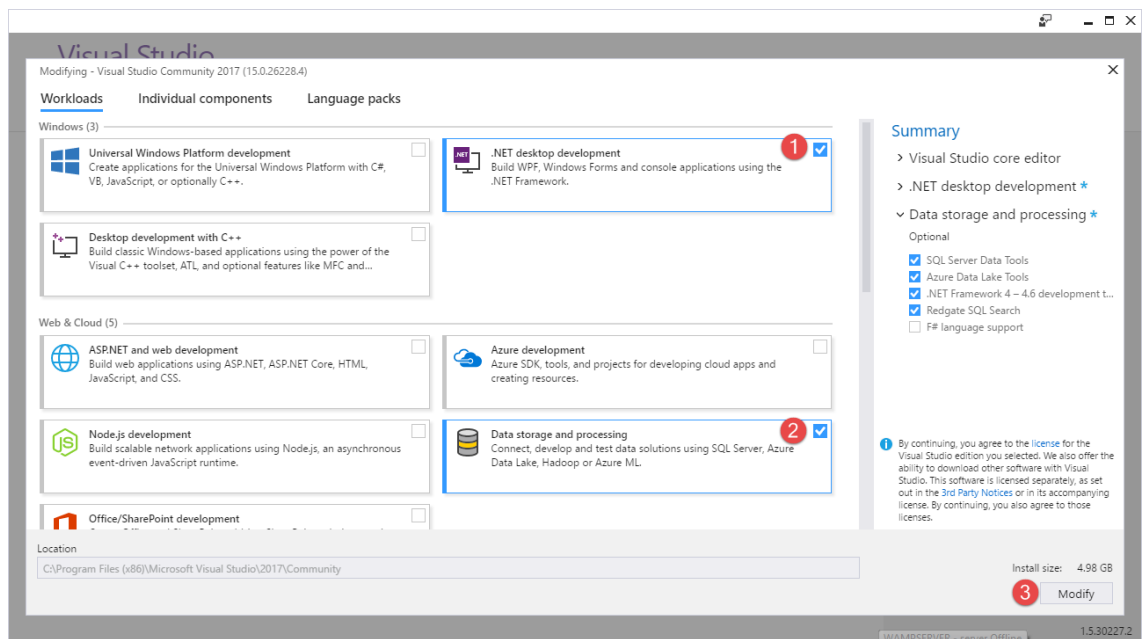 Visual Studio
Modifying - Visual Studio Community 2017 (15.0.26228.4)
Workloads Individual components Language packs
Windows (3)
Universal Windows Platform development
Create applications for the Universal Windows Platform with C#,
VB, JavaScript, or optionally C++.
1
.NET
.NET desktop development
Build WPF, Windows Forms and console applications using the
.NET Framework.
Desktop development with C++
Build classic Windows-based applications using the power of the
Visual C++ toolset, ATL, and optional features like MFC and...
Web & Cloud (5)
ASP.NET and web development
Build web applications using ASP.NET, ASP.NET Core, HTML,
JavaScript, and CSS.
Azure development
Azure SDK, tools, and projects for developing cloud apps and
creating resources.
JS
Node.js development
Build scalable network applications using Node.js, an asynchronous
event-driven JavaScript runtime.
2
Data storage and processing
Connect, develop and test data solutions using SQL Server, Azure
Data Lake, Hadoop or Azure ML.
Office/SharePoint development
Summary
Visual Studio core editor
.NET desktop development *
Data storage and processing *
Optional
SQL Server Data Tools
Azure Data Lake Tools
.NET Framework 4 – 4.6 development t...
Redgate SQL Search
F# language support
By continuing, you agree to the license for the
Visual Studio edition you selected. We also offer the
ability to download other software with Visual
Studio. This software is licensed separately, as set
out in the 3rd Party Notices or in its accompanying
license. By continuing, you also agree to those
licenses.
Location
C:\Program Files (x86)\Microsoft Visual Studio\2017\Community
Install size: 4.98 GB
3
Modify
WAMPSERVER - server Offline
1.5.30227.2